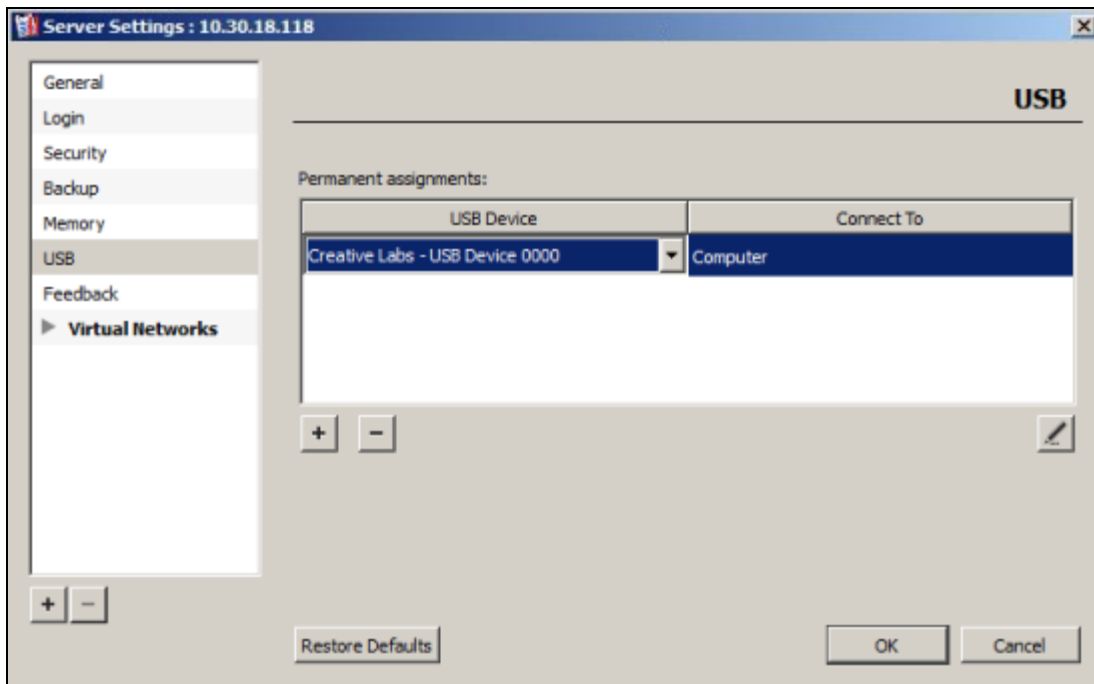 Server Settings : 10.30.18.118
General
Login
Security
Backup
Memory
USB
Feedback
Virtual Networks
USB
Permanent assignments:
USB Device Connect To
Creative Labs - USB Device 0000 Computer
Restore Defaults OK Cancel